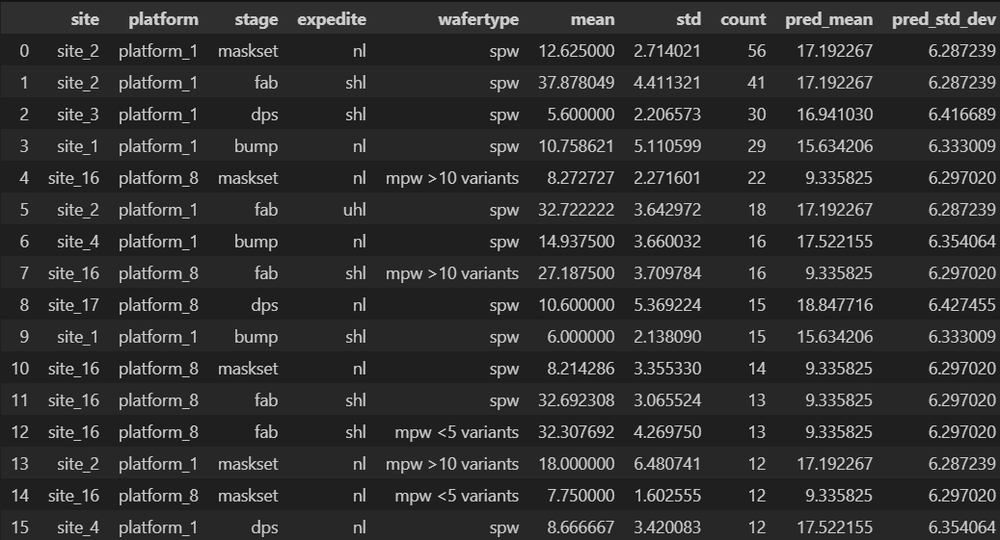 site platform stage expedite wafertype mean std count pred_mean pred_std_dev
0 site_2 platform_1 maskset nl spw 12.625000 2.714021 56 17.192267 6.287239
1 site_2 platform_1 fab shl spw 37.878049 4.411321 41 17.192267 6.287239
2 site_3 platform_1 dps shl spw 5.600000 2.206573 30 16.941030 6.416689
3 site_1 platform_1 bump nl spw 10.758621 5.110599 29 15.634206 6.333009
4 site_16 platform_8 maskset nl mpw >10 variants 8.272727 2.271601 22 9.335825 6.297020
5 site_2 platform_1 fab uhl spw 32.722222 3.642972 18 17.192267 6.287239
6 site_4 platform_1 bump nl spw 14.937500 3.660032 16 17.522155 6.354064
7 site_16 platform_8 fab shl mpw >10 variants 27.187500 3.709784 16 9.335825 6.297020
8 site_17 platform_8 dps nl spw 10.600000 5.369224 15 18.847716 6.427455
9 site_1 platform_1 bump shl spw 6.000000 2.138090 15 15.634206 6.333009
10 site_16 platform_8 maskset nl spw 8.214286 3.355330 14 9.335825 6.297020
11 site_16 platform_8 fab shl spw 32.692308 3.065524 13 9.335825 6.297020
12 site_16 platform_8 fab shl mpw <5 variants 32.307692 4.269750 13 9.335825 6.297020
13 site_2 platform_1 maskset nl mpw >10 variants 18.000000 6.480741 12 17.192267 6.287239
14 site_16 platform_8 maskset nl mpw <5 variants 7.750000 1.602555 12 9.335825 6.297020
15 site_4 platform_1 dps nl spw 8.666667 3.420083 12 17.522155 6.354064